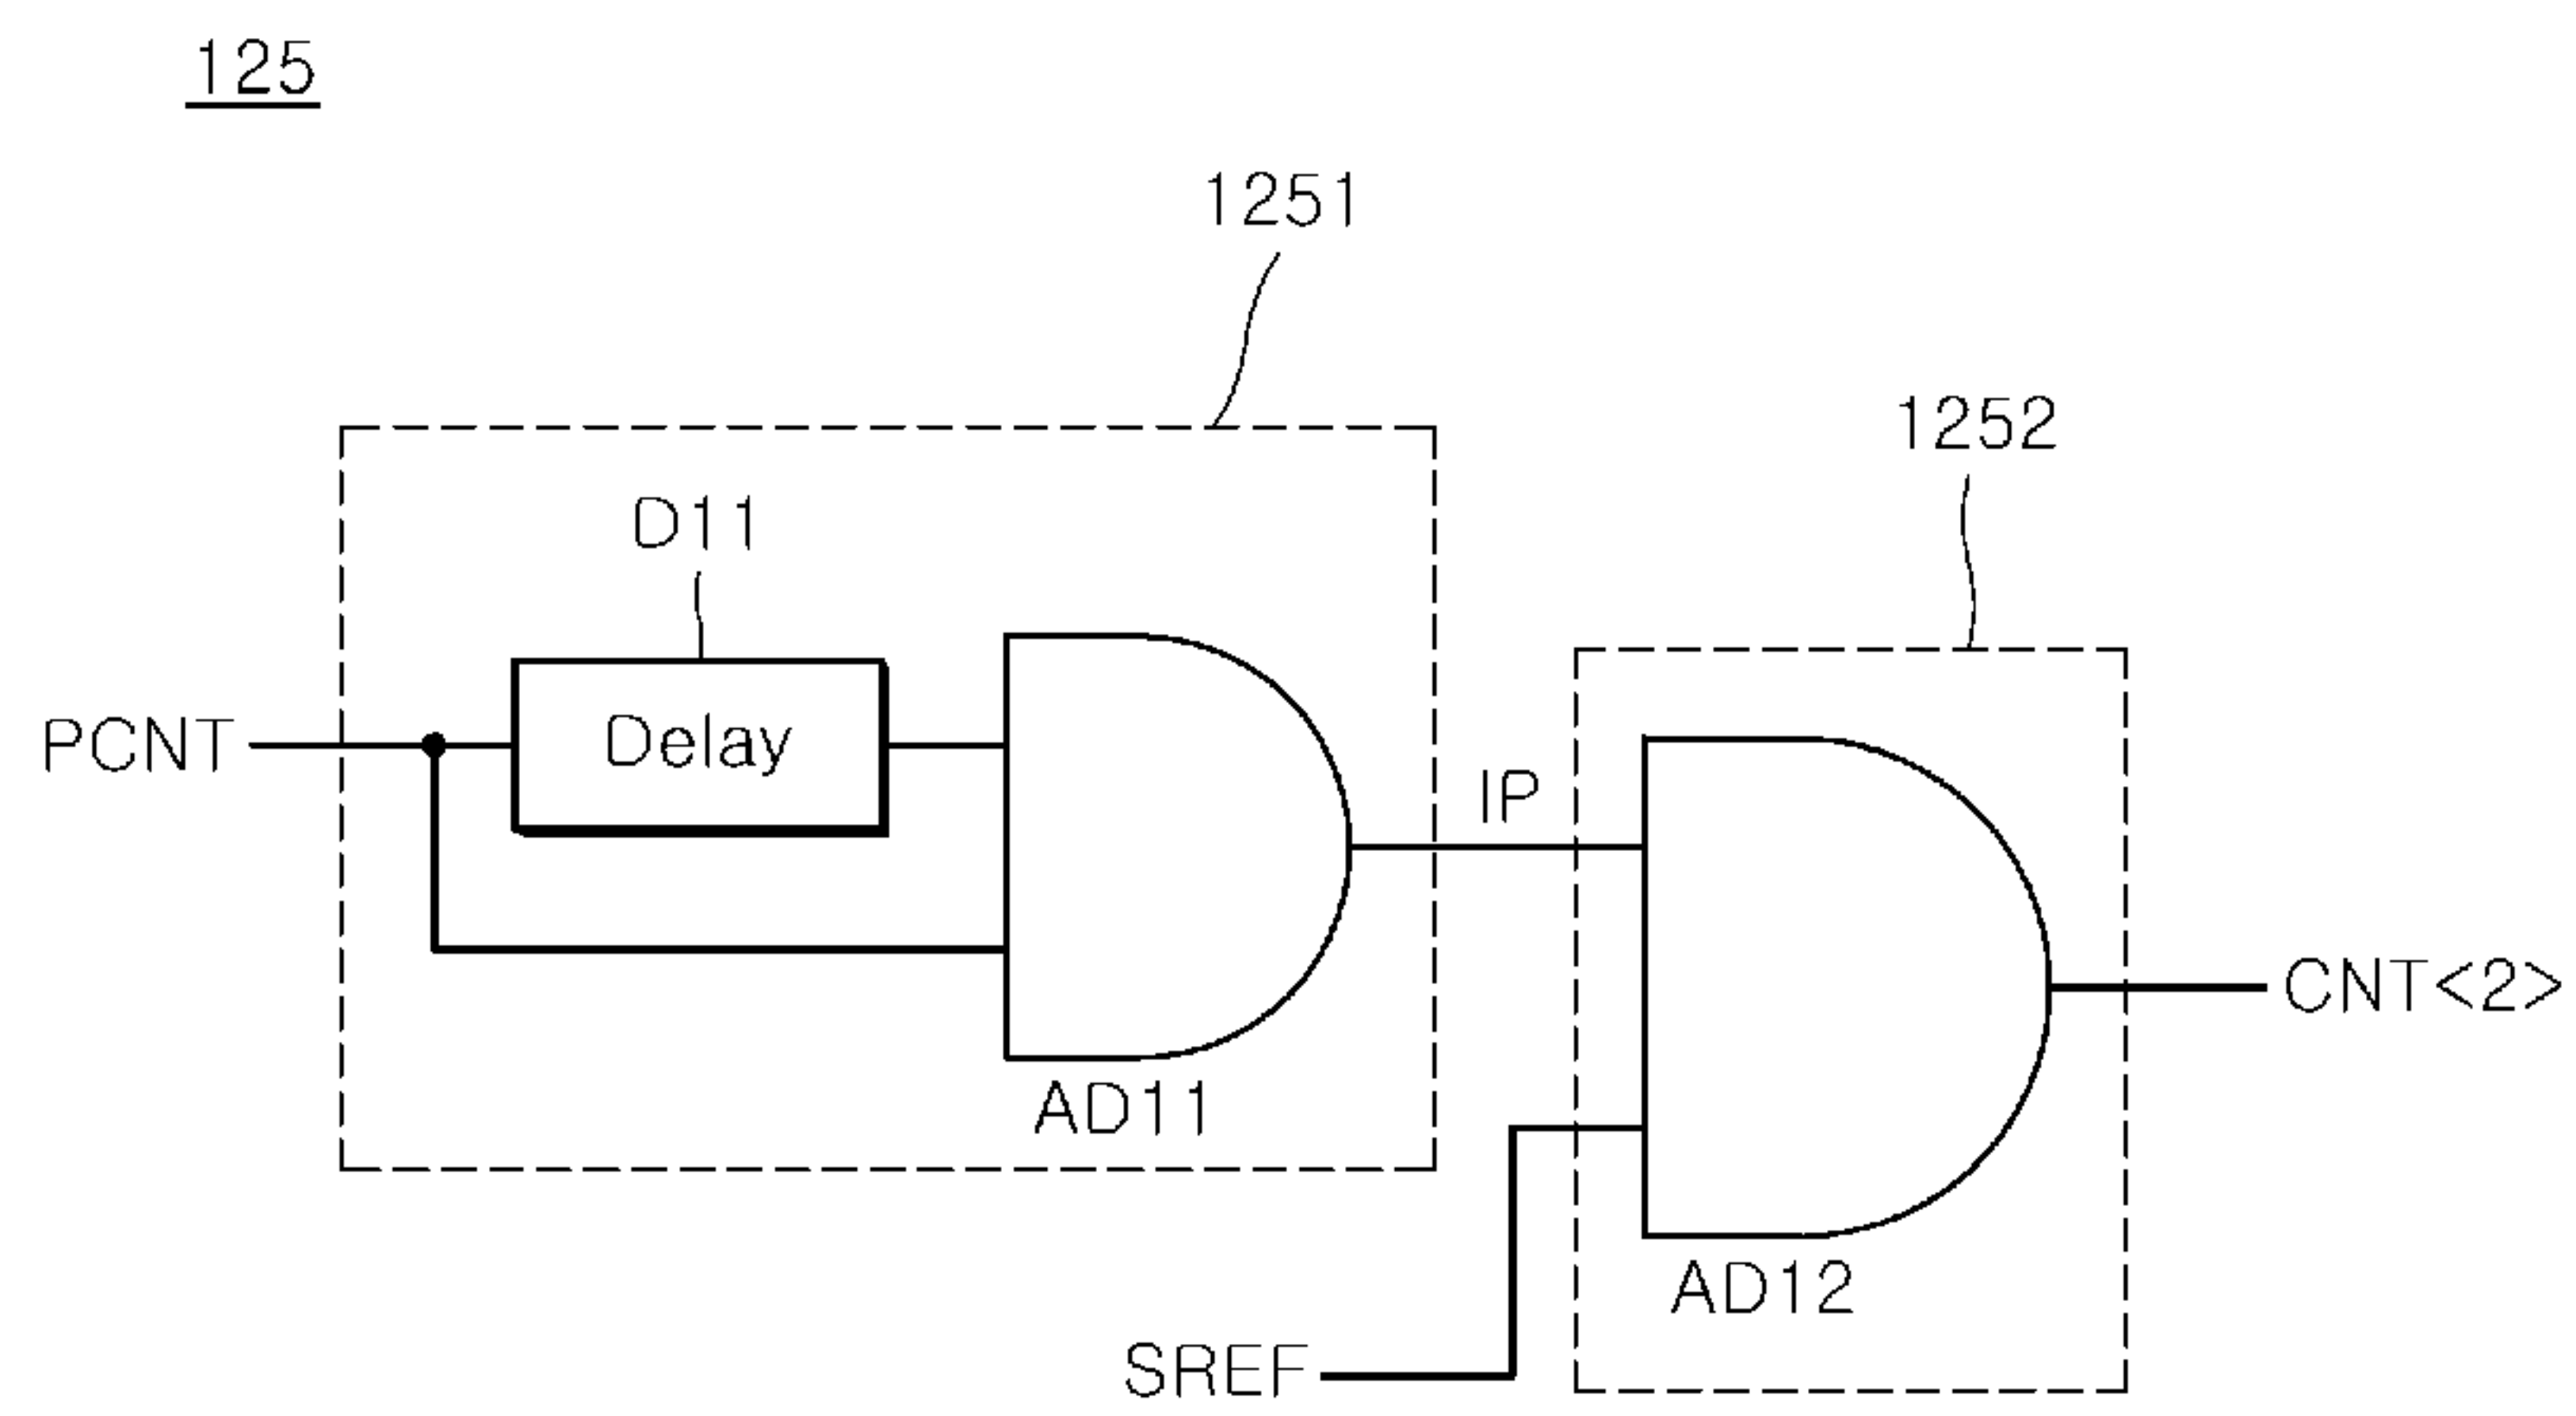 125
1251
1252
D11
Delay
PCNT
IP
CNT<2>
AD11
AD12
SREF